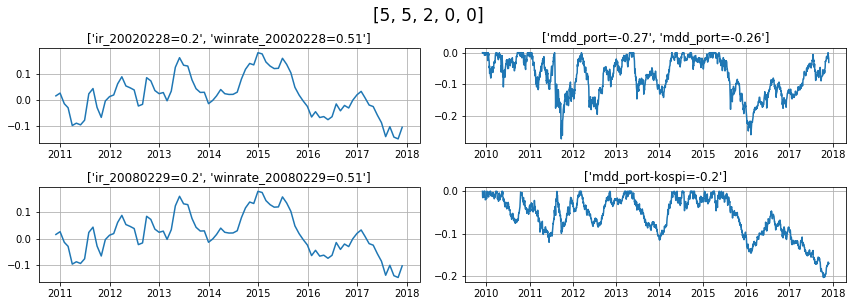 [5, 5, 2, 0, 0]
['ir_20020228=0.2', 'winrate_20020228=0.51']
0.1
0.0
−0.1
2011 2012 2013 2014 2015 2016 2017 2018
['mdd_port=-0.27', 'mdd_port=-0.26']
0.0
−0.1
−0.2
2010 2011 2012 2013 2014 2015 2016 2017 2018
['ir_20080229=0.2', 'winrate_20080229=0.51']
0.1
0.0
−0.1
2011 2012 2013 2014 2015 2016 2017 2018
['mdd_port-kospi=-0.2']
0.0
−0.1
−0.2
2010 2011 2012 2013 2014 2015 2016 2017 2018